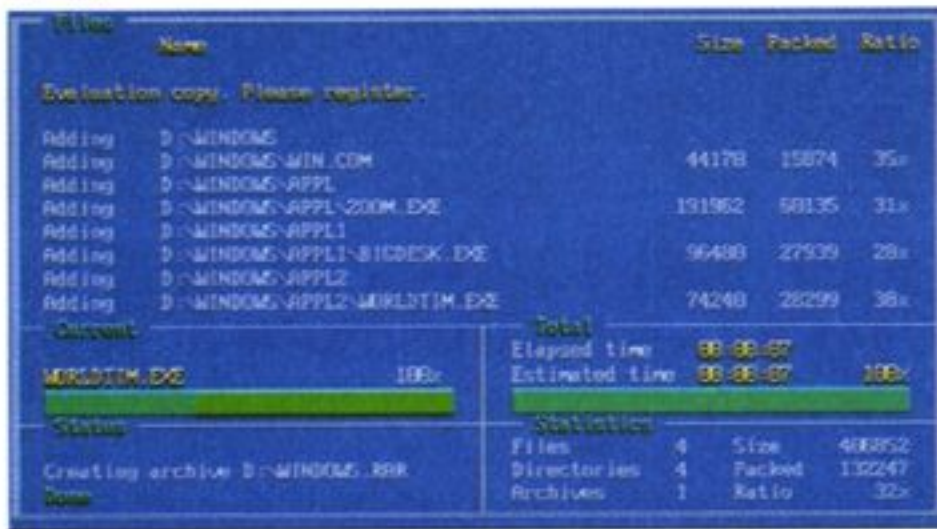 Files
Name Size Packed Ratio
Evaluation copy. Please register.
Adding D:\WINDOWS
Adding D:\WINDOWS\WIN.COM 44170 15874 35%
Adding D:\WINDOWS\APPL
Adding D:\WINDOWS\APPL\ZOOM.EXE 191962 60135 31%
Adding D:\WINDOWS\APPL1
Adding D:\WINDOWS\APPL1\BIGDESK.EXE 96480 27939 28%
Adding D:\WINDOWS\APPL2
Adding D:\WINDOWS\APPL2\WORLDTIM.EXE 74240 28299 38%
Current
WORLDTIM.EXE 100%
Total
Elapsed time 00:00:07
Estimated time 00:00:07 100%
Status
Creating archive D:\WINDOWS.RAR
Done
Statistics
Files 4 Size 406852
Directories 4 Packed 132247
Archives 1 Ratio 32%